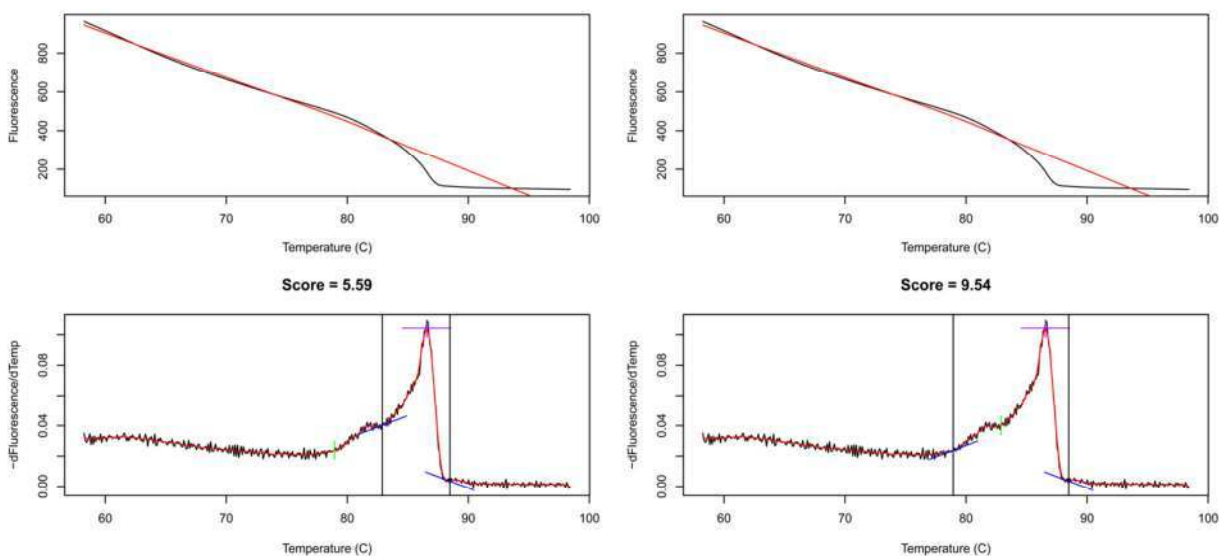 Fluorescence
800
600
400
200
60 70 80 90 100
Temperature (C)
Score = 5.59
−dFluorescence/dTemp
0.08
0.04
0.00
60 70 80 90 100
Temperature (C)
Fluorescence
800
600
400
200
60 70 80 90 100
Temperature (C)
Score = 9.54
−dFluorescence/dTemp
0.08
0.04
0.00
60 70 80 90 100
Temperature (C)